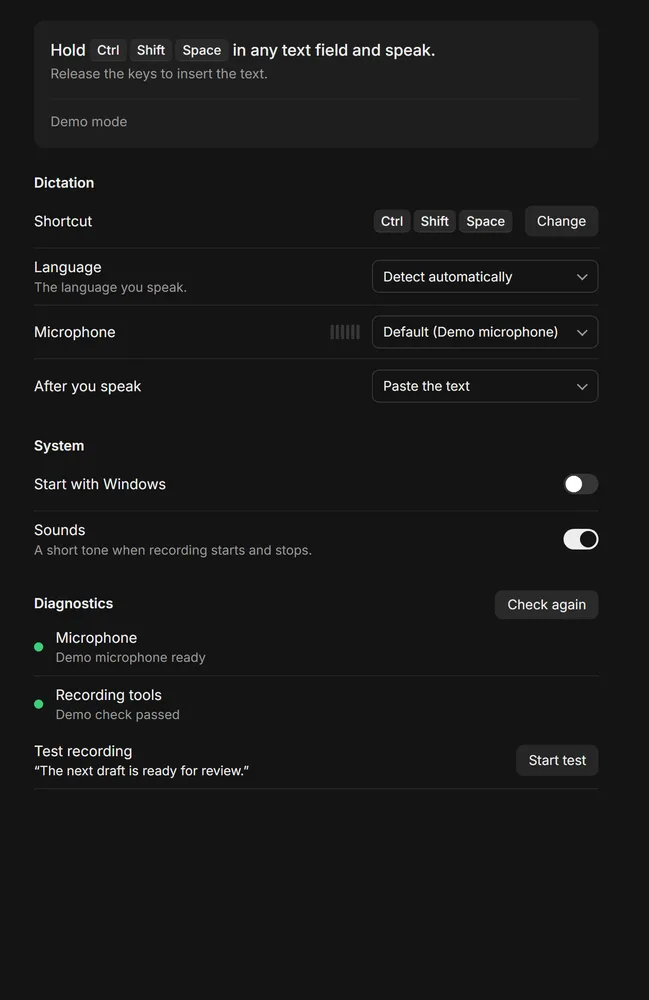 Hold Ctrl Shift Space in any text field and speak.
Release the keys to insert the text.
Demo mode
Dictation
Shortcut Ctrl Shift Space Change
Language
The language you speak.
Detect automatically
Microphone Default (Demo microphone)
After you speak Paste the text
System
Start with Windows
Sounds
A short tone when recording starts and stops.
Diagnostics Check again
Microphone
Demo microphone ready
Recording tools
Demo check passed
Test recording
“The next draft is ready for review.”
Start test